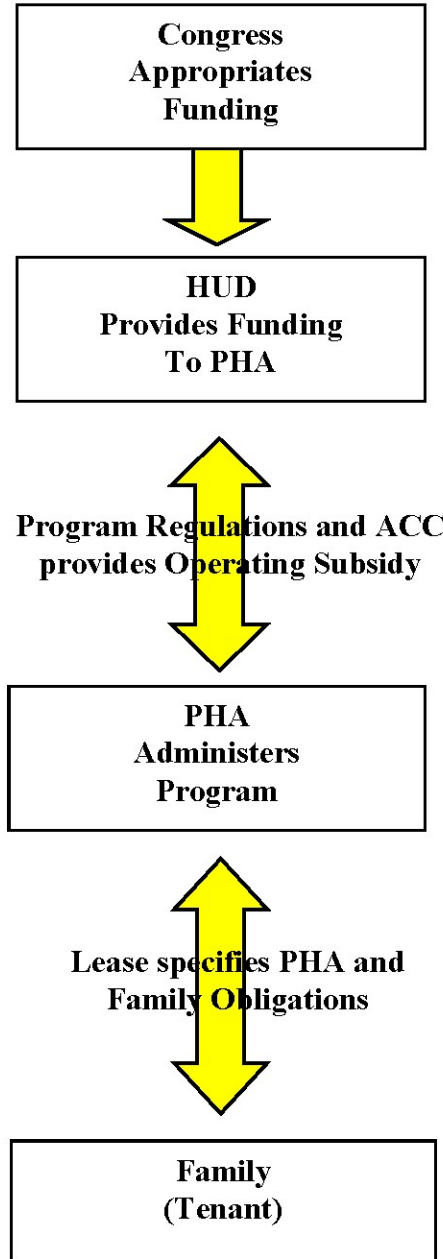 Congress
Appropriates
Funding
HUD
Provides Funding
To PHA
Program Regulations and ACC
provides Operating Subsidy
PHA
Administers
Program
Lease specifies PHA and
Family Obligations
Family
(Tenant)